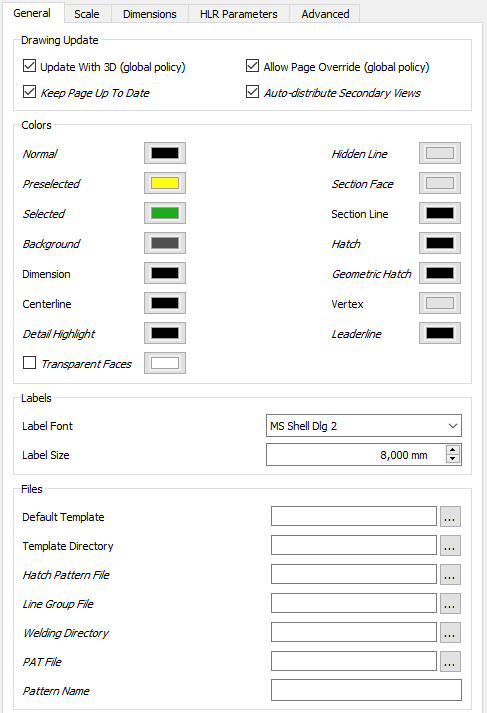 General Scale Dimensions HLR Parameters Advanced
Drawing Update
Update With 3D (global policy) Allow Page Override (global policy)
Keep Page Up To Date Auto-distribute Secondary Views
Colors
Normal Hidden Line
Preselected Section Face
Selected Section Line
Background Hatch
Dimension Geometric Hatch
Centerline Vertex
Detail Highlight Leaderline
Transparent Faces
Labels
Label Font MS Shell Dlg 2
Label Size 8,000 mm
Files
Default Template ...
Template Directory ...
Hatch Pattern File ...
Line Group File ...
Welding Directory ...
PAT File ...
Pattern Name